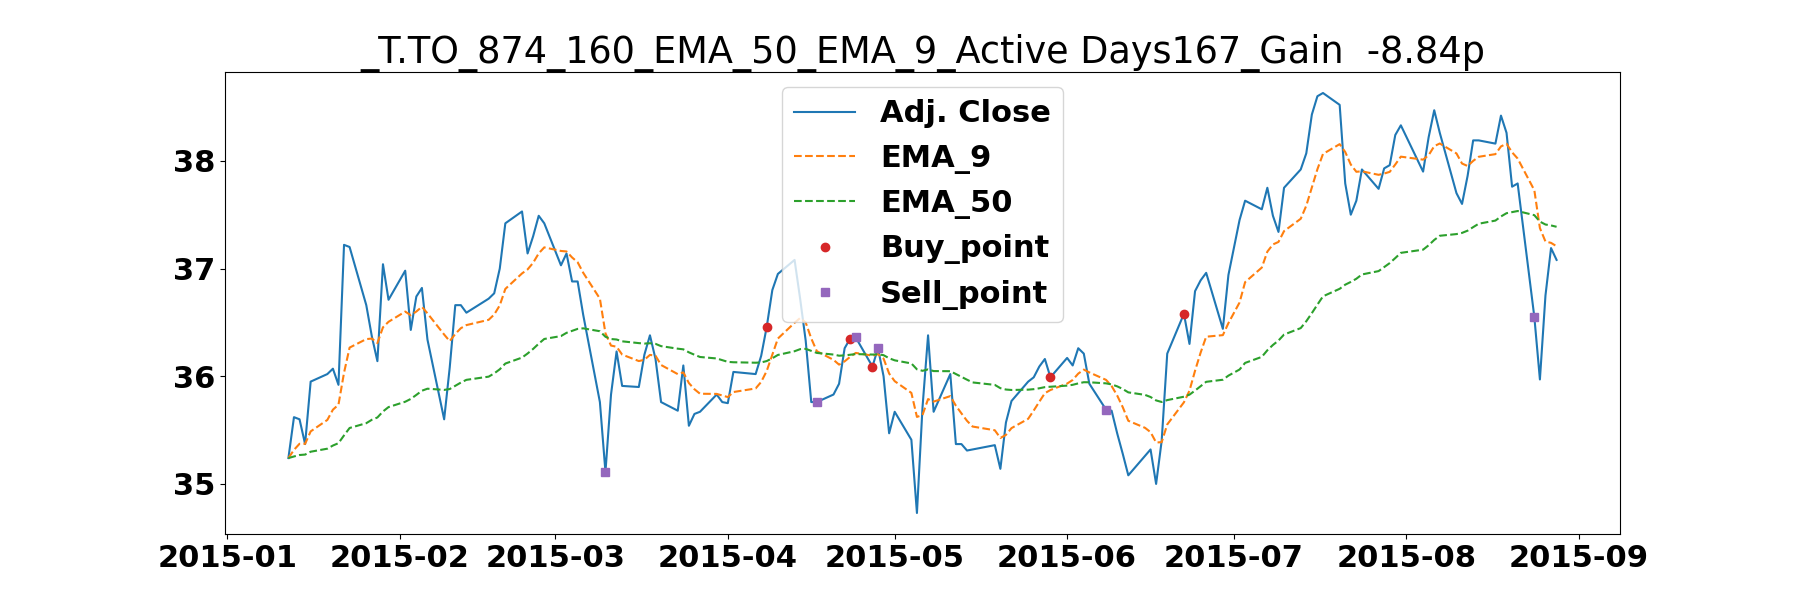 _T.TO_874_160_EMA_50_EMA_9_Active Days167_Gain  -8.84p
Adj. Close
EMA_9
EMA_50
Buy_point
Sell_point
38
37
36
35
2015-01 2015-02 2015-03 2015-04 2015-05 2015-06 2015-07 2015-08 2015-09